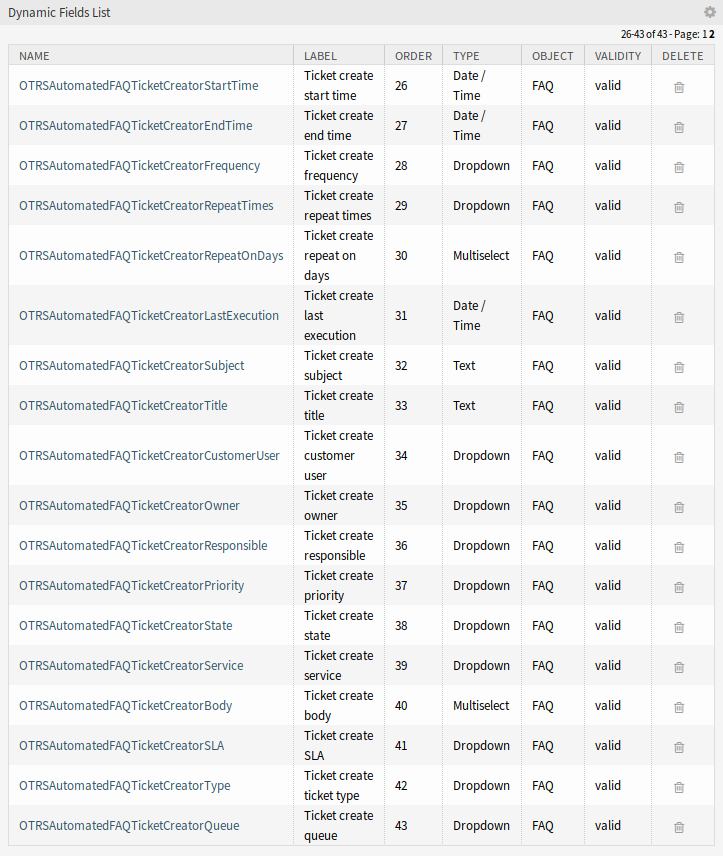 Dynamic Fields List
26-43 of 43 - Page: 1 2
NAME LABEL ORDER TYPE OBJECT VALIDITY DELETE
OTRSAutomatedFAQTicketCreatorStartTime Ticket create start time 26 Date / Time FAQ valid
OTRSAutomatedFAQTicketCreatorEndTime Ticket create end time 27 Date / Time FAQ valid
OTRSAutomatedFAQTicketCreatorFrequency Ticket create frequency 28 Dropdown FAQ valid
OTRSAutomatedFAQTicketCreatorRepeatTimes Ticket create repeat times 29 Dropdown FAQ valid
OTRSAutomatedFAQTicketCreatorRepeatOnDays Ticket create repeat on days 30 Multiselect FAQ valid
OTRSAutomatedFAQTicketCreatorLastExecution Ticket create last execution 31 Date / Time FAQ valid
OTRSAutomatedFAQTicketCreatorSubject Ticket create subject 32 Text FAQ valid
OTRSAutomatedFAQTicketCreatorTitle Ticket create title 33 Text FAQ valid
OTRSAutomatedFAQTicketCreatorCustomerUser Ticket create customer user 34 Dropdown FAQ valid
OTRSAutomatedFAQTicketCreatorOwner Ticket create owner 35 Dropdown FAQ valid
OTRSAutomatedFAQTicketCreatorResponsible Ticket create responsible 36 Dropdown FAQ valid
OTRSAutomatedFAQTicketCreatorPriority Ticket create priority 37 Dropdown FAQ valid
OTRSAutomatedFAQTicketCreatorState Ticket create state 38 Dropdown FAQ valid
OTRSAutomatedFAQTicketCreatorService Ticket create service 39 Dropdown FAQ valid
OTRSAutomatedFAQTicketCreatorBody Ticket create body 40 Multiselect FAQ valid
OTRSAutomatedFAQTicketCreatorSLA Ticket create SLA 41 Dropdown FAQ valid
OTRSAutomatedFAQTicketCreatorType Ticket create ticket type 42 Dropdown FAQ valid
OTRSAutomatedFAQTicketCreatorQueue Ticket create queue 43 Dropdown FAQ valid